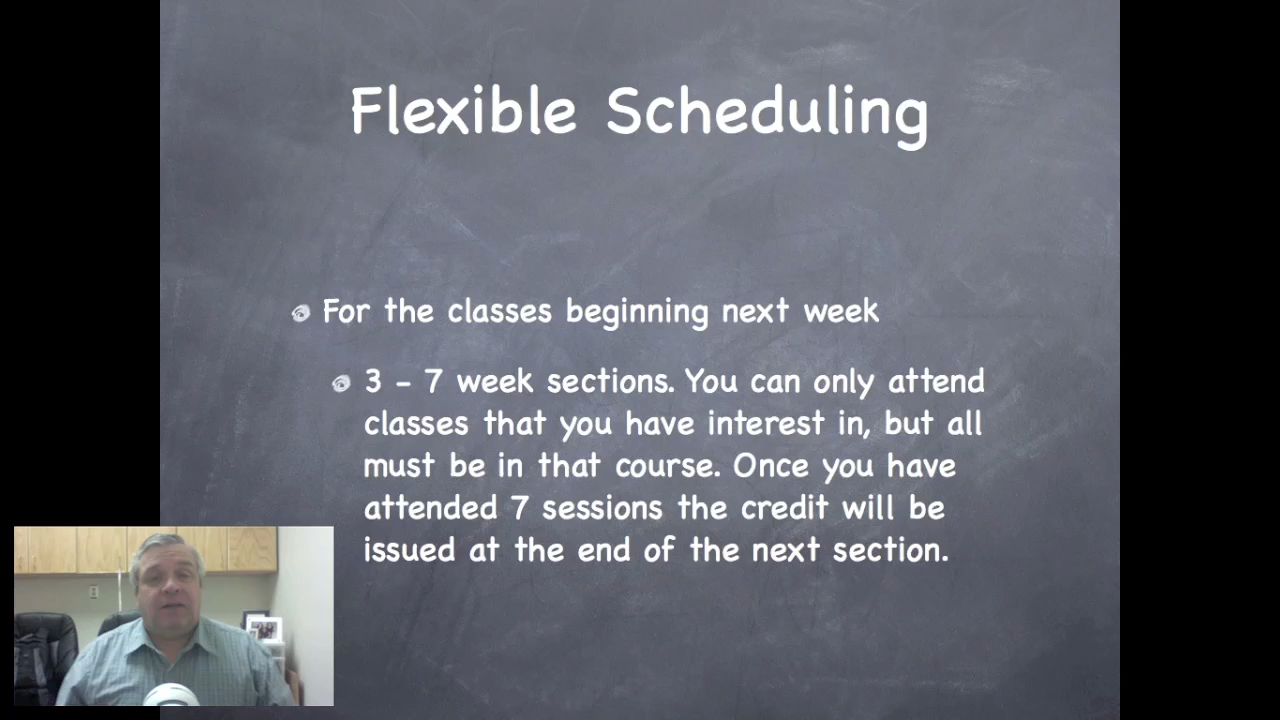 Flexible Scheduling
For the classes beginning next week
3 - 7 week sections. You can only attend
classes that you have interest in, but all
must be in that course. Once you have
attended 7 sessions the credit will be
issued at the end of the next section.